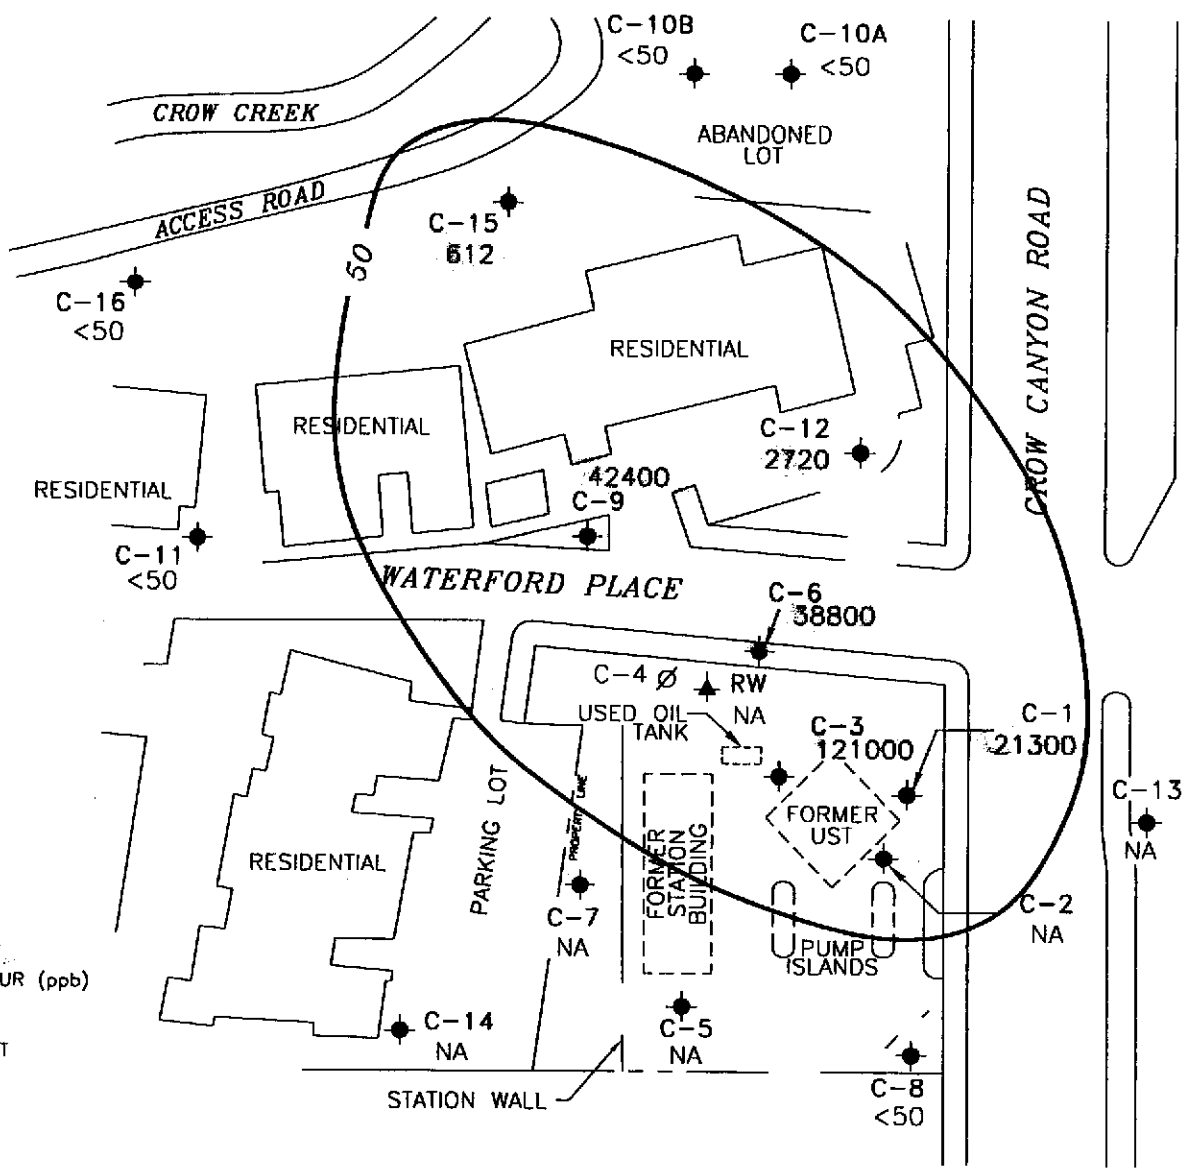 C-10B
<50
C-10A
<50
CROW CREEK
ABANDONED
LOT
ACCESS ROAD
C-15
612
50
C-16
<50
CROW CANYON ROAD
RESIDENTIAL
RESIDENTIAL
C-12
2720
RESIDENTIAL
42400
C-9
C-11
<50
WATERFORD PLACE
C-6
38800
C-4
RW
NA
USED OIL
TANK
C-3
121000
C-1
21300
C-13
NA
PROPERTY LINE
FORMER
UST
PARKING LOT
FORMER
STATION
BUILDING
RESIDENTIAL
C-7
NA
C-2
NA
PUMP
ISLANDS
UR (ppb)
C-14
NA
C-5
NA
T
STATION WALL
C-8
<50